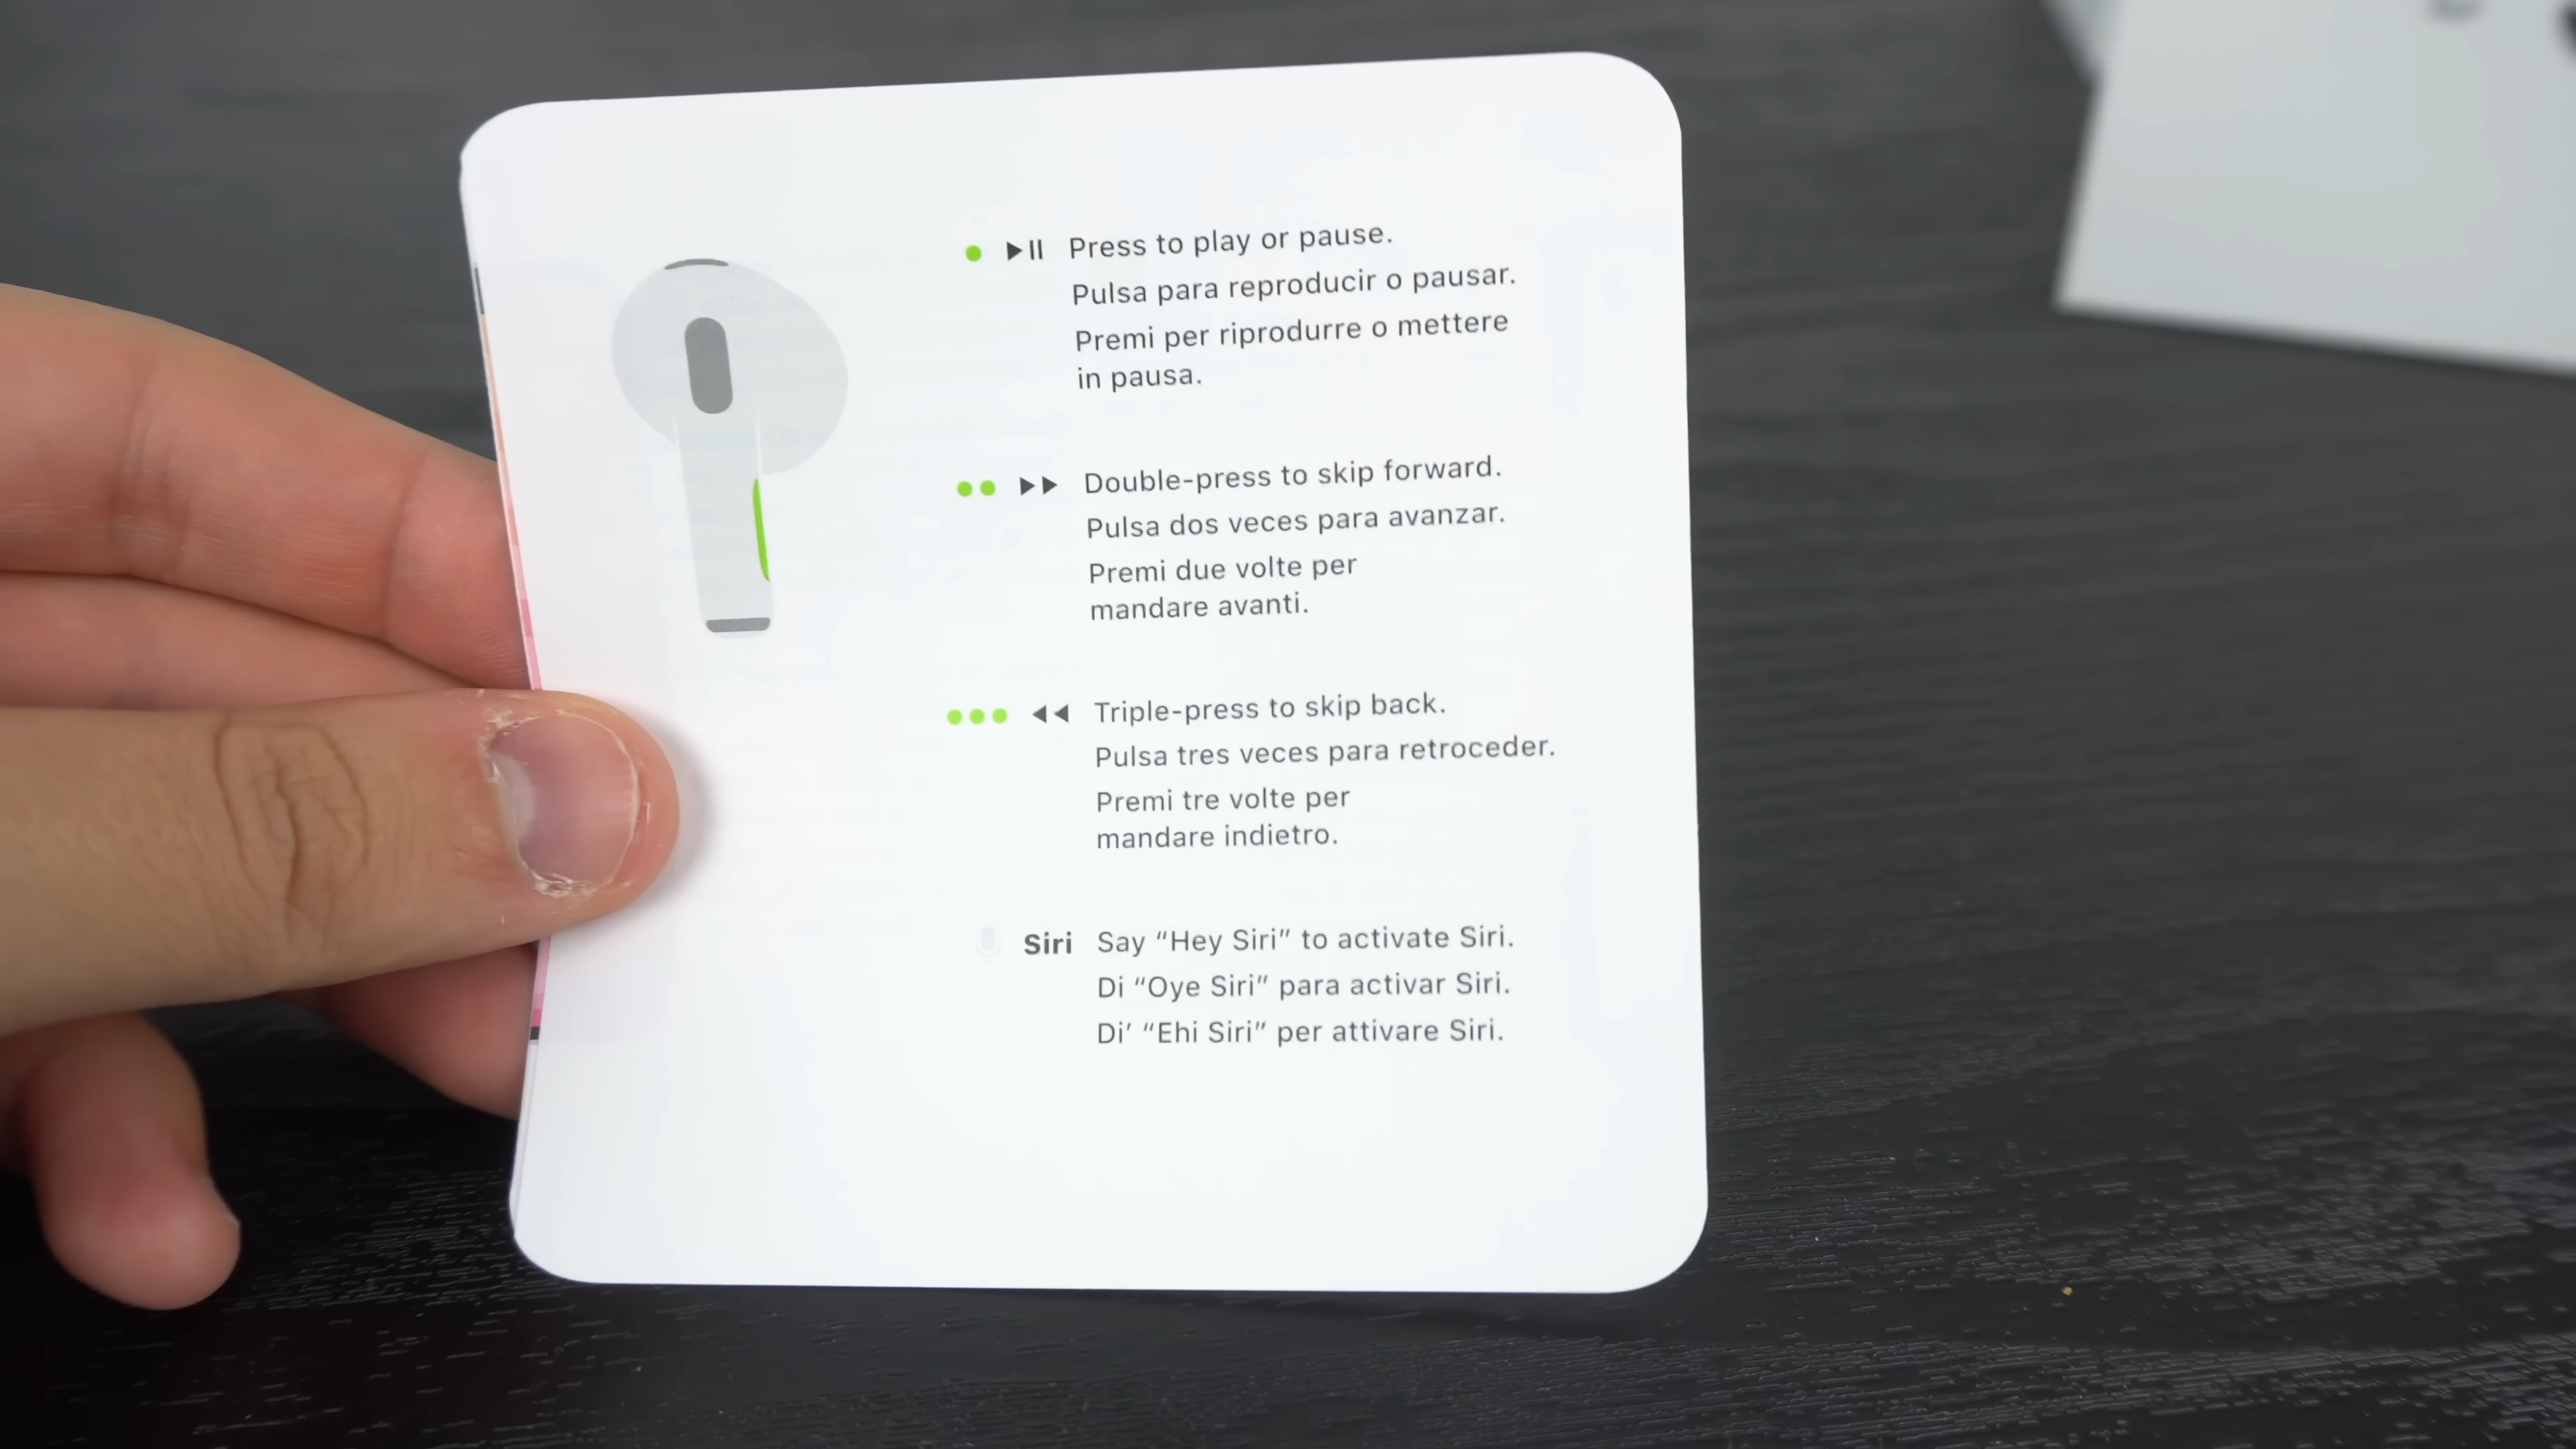 Press to play or pause.
Pulsa para reproducir o pausar.
Premi per riprodurre o mettere
in pausa.
Double-press to skip forward.
Pulsa dos veces para avanzar.
Premi due volte per
mandare avanti.
Triple-press to skip back.
Pulsa tres veces para retroceder.
Premi tre volte per
mandare indietro.
Siri Say “Hey Siri” to activate Siri.
Di “Oye Siri” para activar Siri.
Di’ “Ehi Siri” per attivare Siri.